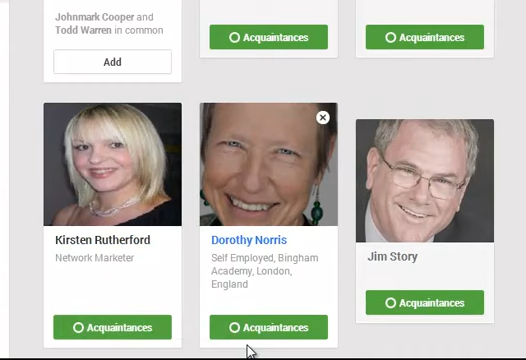 Johnmark Cooper and
Todd Warren in common
Add
Acquaintances
Acquaintances
Kirsten Rutherford
Network Marketer
Acquaintances
Dorothy Norris
Self Employed, Bingham
Academy, London,
England
Acquaintances
Jim Story
Acquaintances